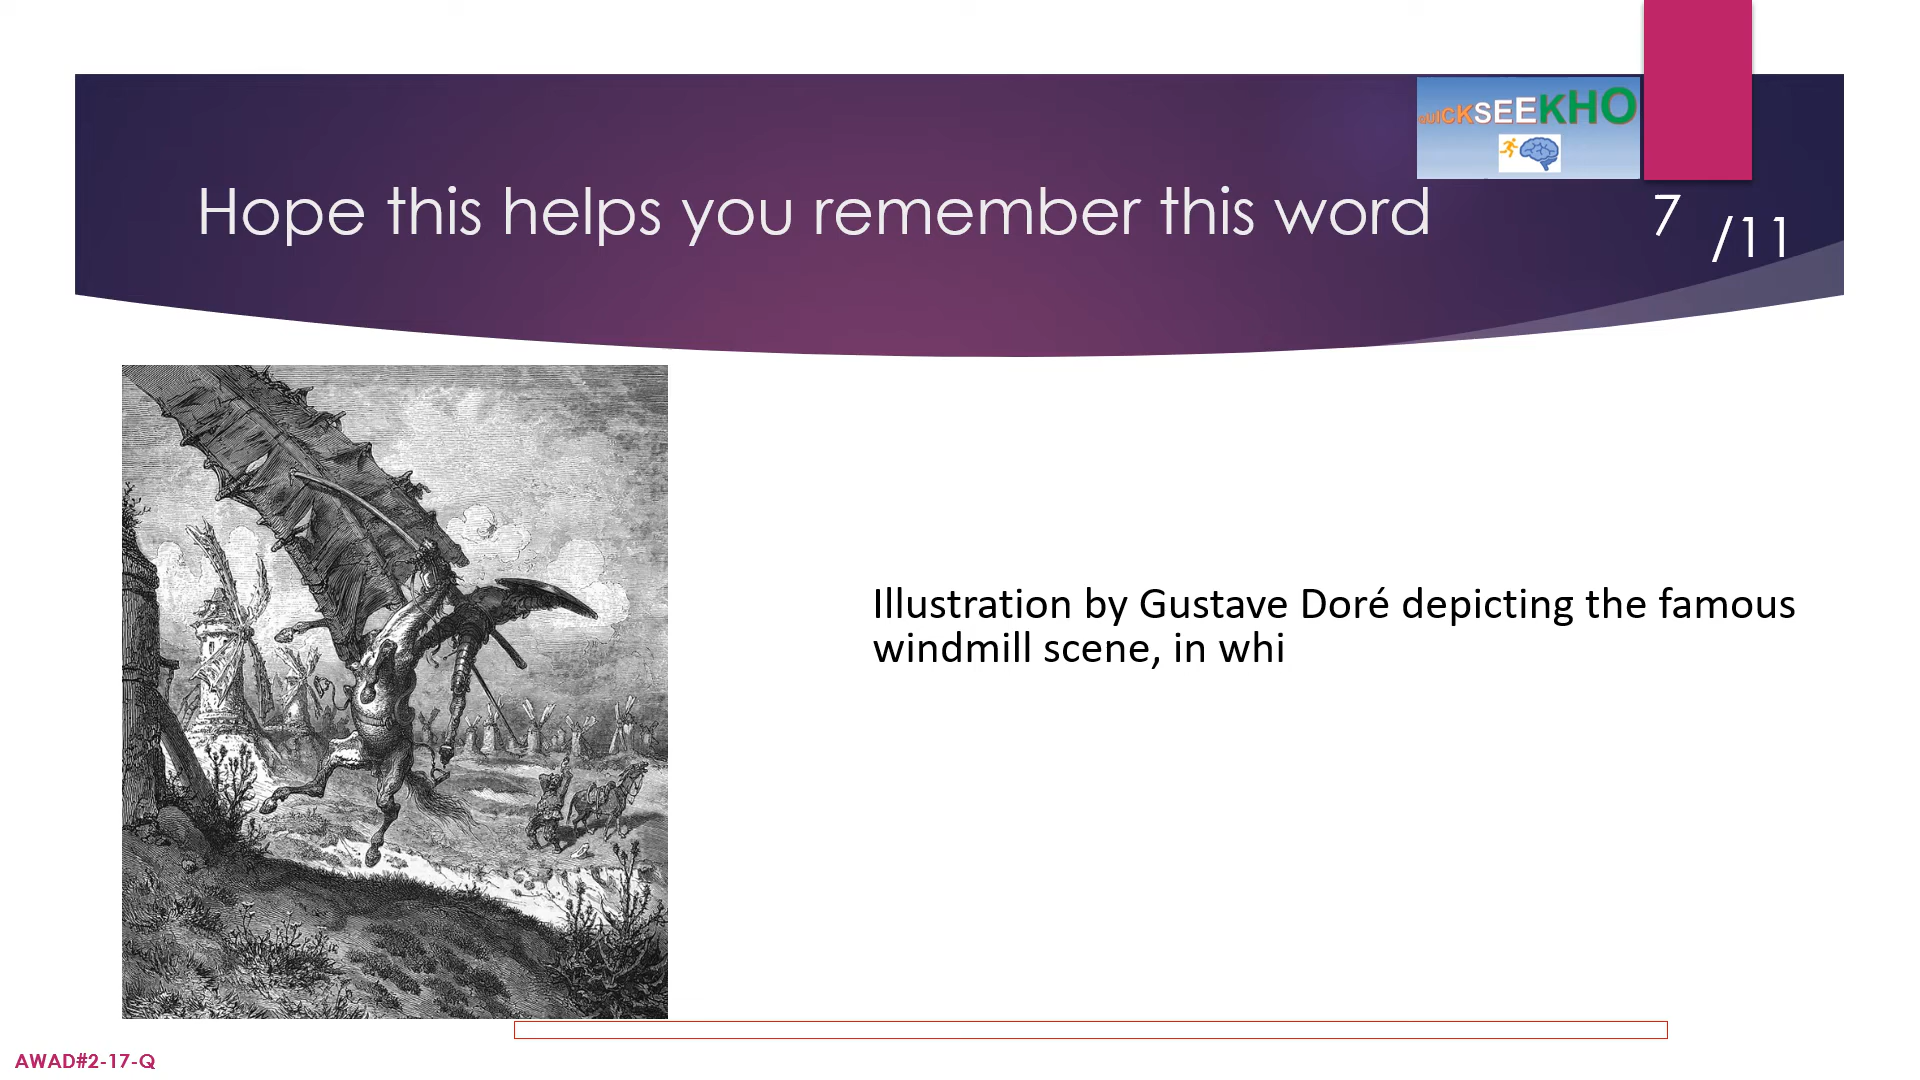 QUICKSEEKHO
Hope this helps you remember this word
7 /11
Illustration by Gustave Doré depicting the famous
windmill scene, in whi
AWAD#2-17-Q